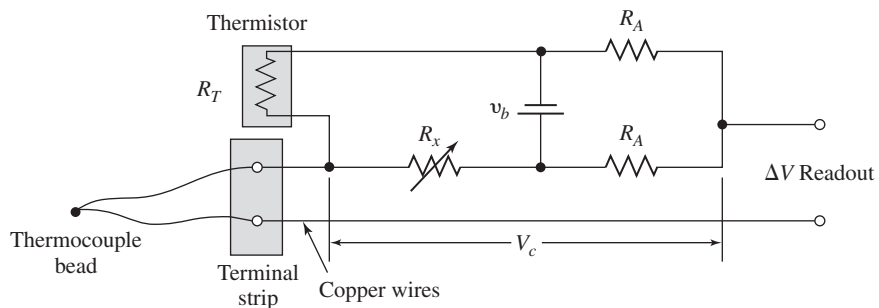 Thermistor
R_A
R_T
υ_b
R_x
R_A
ΔV Readout
Thermocouple
bead
V_c
Terminal
strip
Copper wires